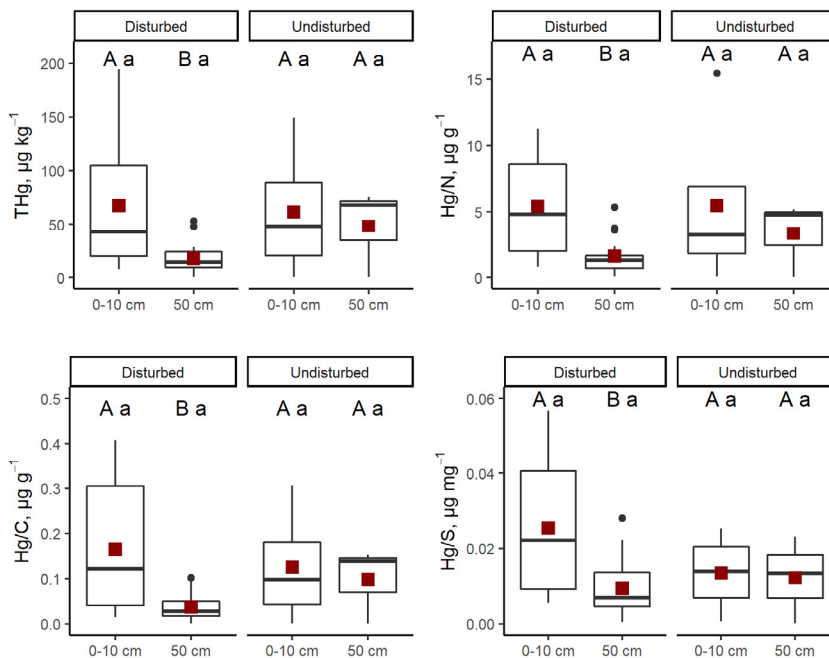 Disturbed Undisturbed
A a B a A a A a
THg, µg kg⁻¹
200
150
100
50
0
0-10 cm 50 cm 0-10 cm 50 cm
Disturbed Undisturbed
A a B a A a A a
Hg/N, µg g⁻¹
15
10
5
0
0-10 cm 50 cm 0-10 cm 50 cm
Disturbed Undisturbed
A a B a A a A a
Hg/C, µg g⁻¹
0.5
0.4
0.3
0.2
0.1
0.0
0-10 cm 50 cm 0-10 cm 50 cm
Disturbed Undisturbed
A a B a A a A a
Hg/S, µg mg⁻¹
0.06
0.04
0.02
0.00
0-10 cm 50 cm 0-10 cm 50 cm